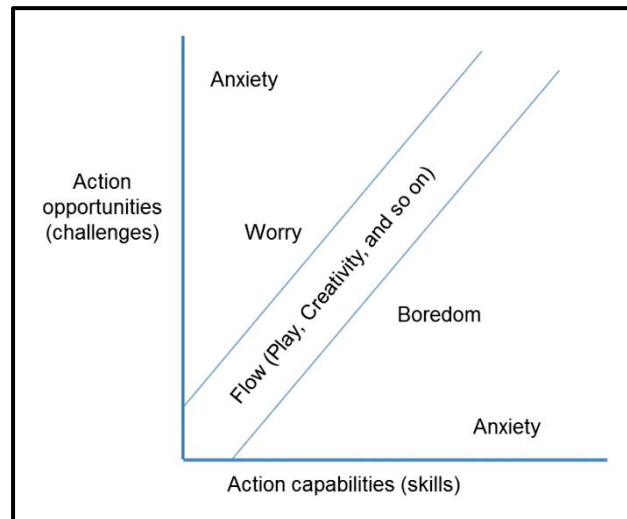 Anxiety
Action
opportunities
(challenges)
Worry
Flow (Play, Creativity, and so on)
Boredom
Anxiety
Action capabilities (skills)